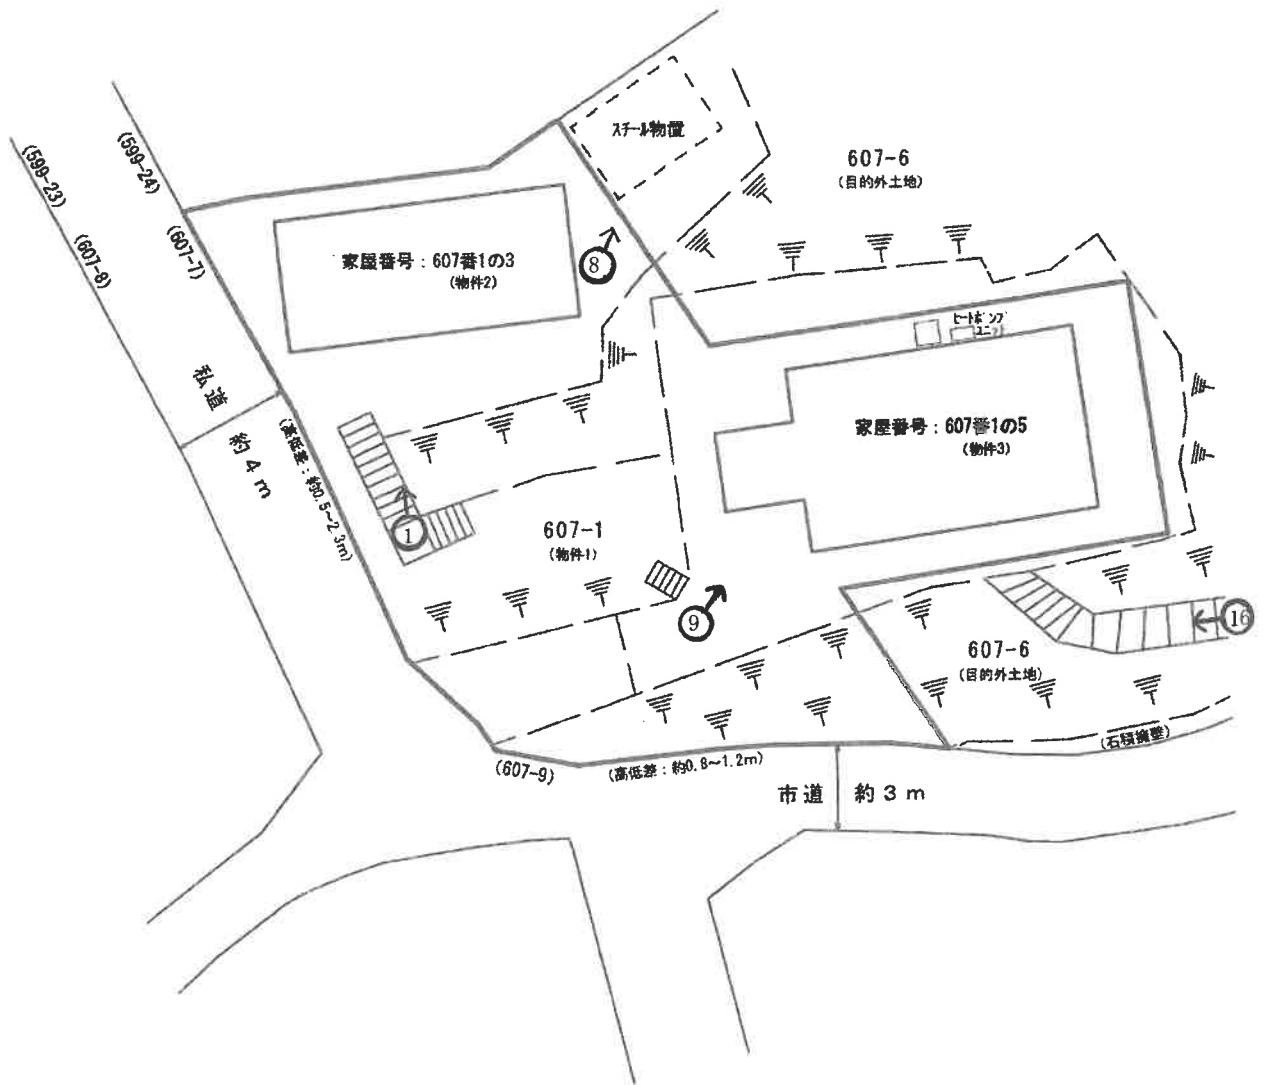 スチール物置
607-6
(目的外土地)
(599-24)
(599-23)
(607-7)
(607-8)
家屋番号：607番1の3
(物件2)
8
ヒートポンプ
ユニット
私道
約4m
(高低差：約0.5～2.3m)
家屋番号：607番1の5
(物件3)
1
607-1
(物件1)
9
16
607-6
(目的外土地)
(石積擁壁)
(607-9)
(高低差：約0.8～1.2m)
市道 約3m